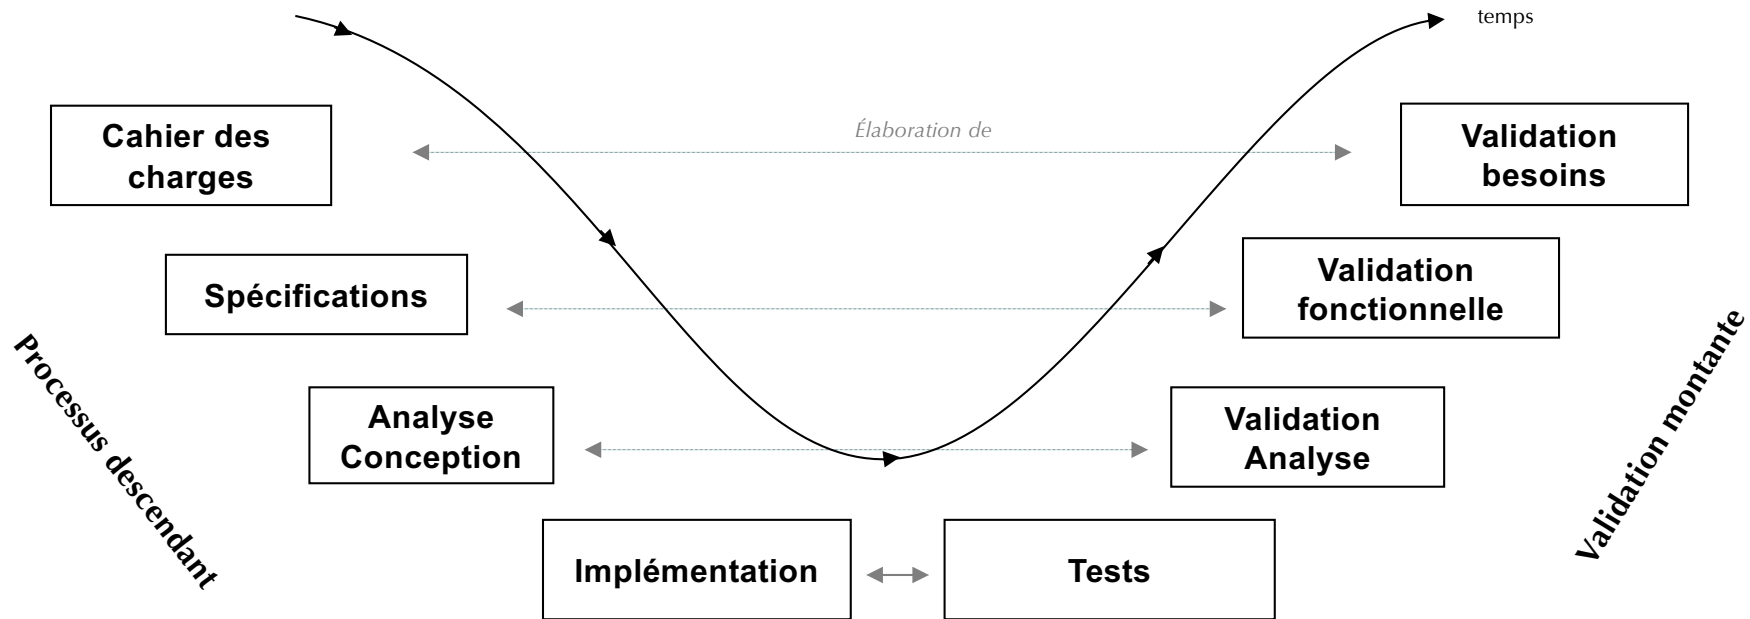 temps
Cahier des
charges
Élaboration de
Validation
besoins
Spécifications
Validation
fonctionnelle
Processus descendant
Analyse
Conception
Validation
Analyse
Validation montante
Implémentation
Tests